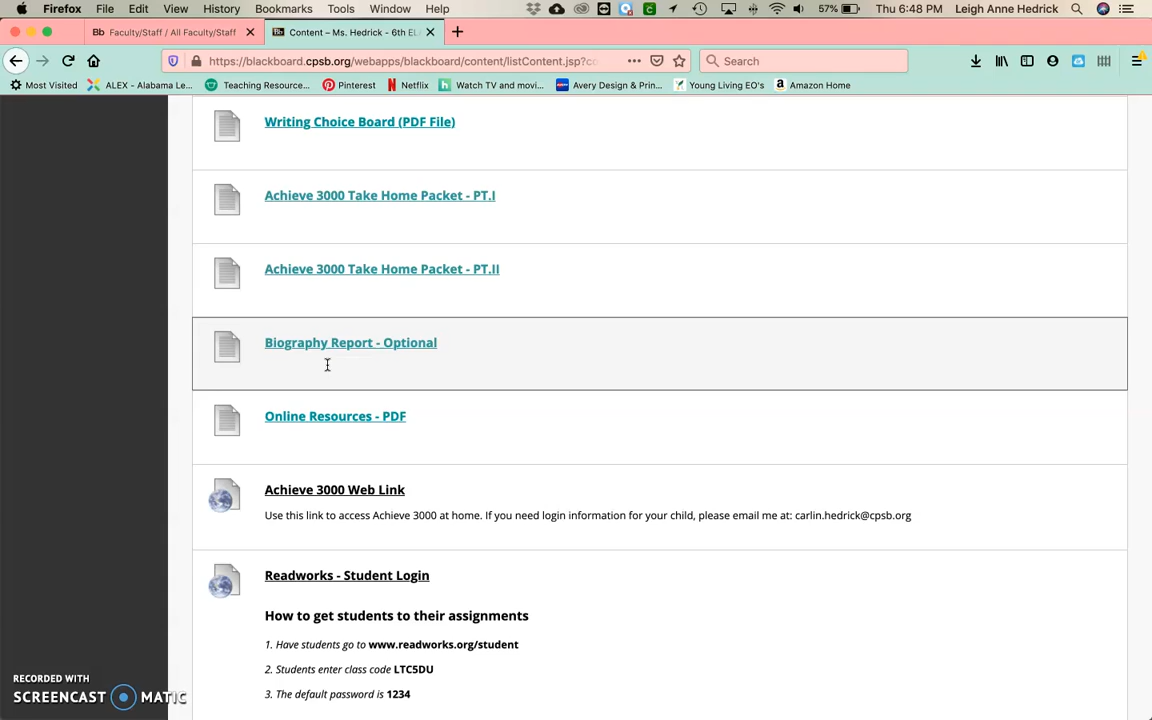 Firefox File Edit View History Bookmarks Tools Window Help 57% Thu 6:48 PM Leigh Anne Hedrick
Bb Faculty/Staff / All Faculty/Staff Content – Ms. Hedrick - 6th EL
https://blackboard.cpsb.org/webapps/blackboard/content/listContent.jsp?co Search
Most Visited ALEX - Alabama Le... Teaching Resource... Pinterest Netflix Watch TV and movi... Avery Design & Prin... Young Living EO's Amazon Home
Writing Choice Board (PDF File)
Achieve 3000 Take Home Packet - PT.I
Achieve 3000 Take Home Packet - PT.II
Biography Report - Optional
Online Resources - PDF
Achieve 3000 Web Link
Use this link to access Achieve 3000 at home. If you need login information for your child, please email me at: carlin.hedrick@cpsb.org
Readworks - Student Login
How to get students to their assignments
1. Have students go to www.readworks.org/student
2. Students enter class code LTC5DU
3. The default password is 1234
RECORDED WITH
SCREENCAST MATIC